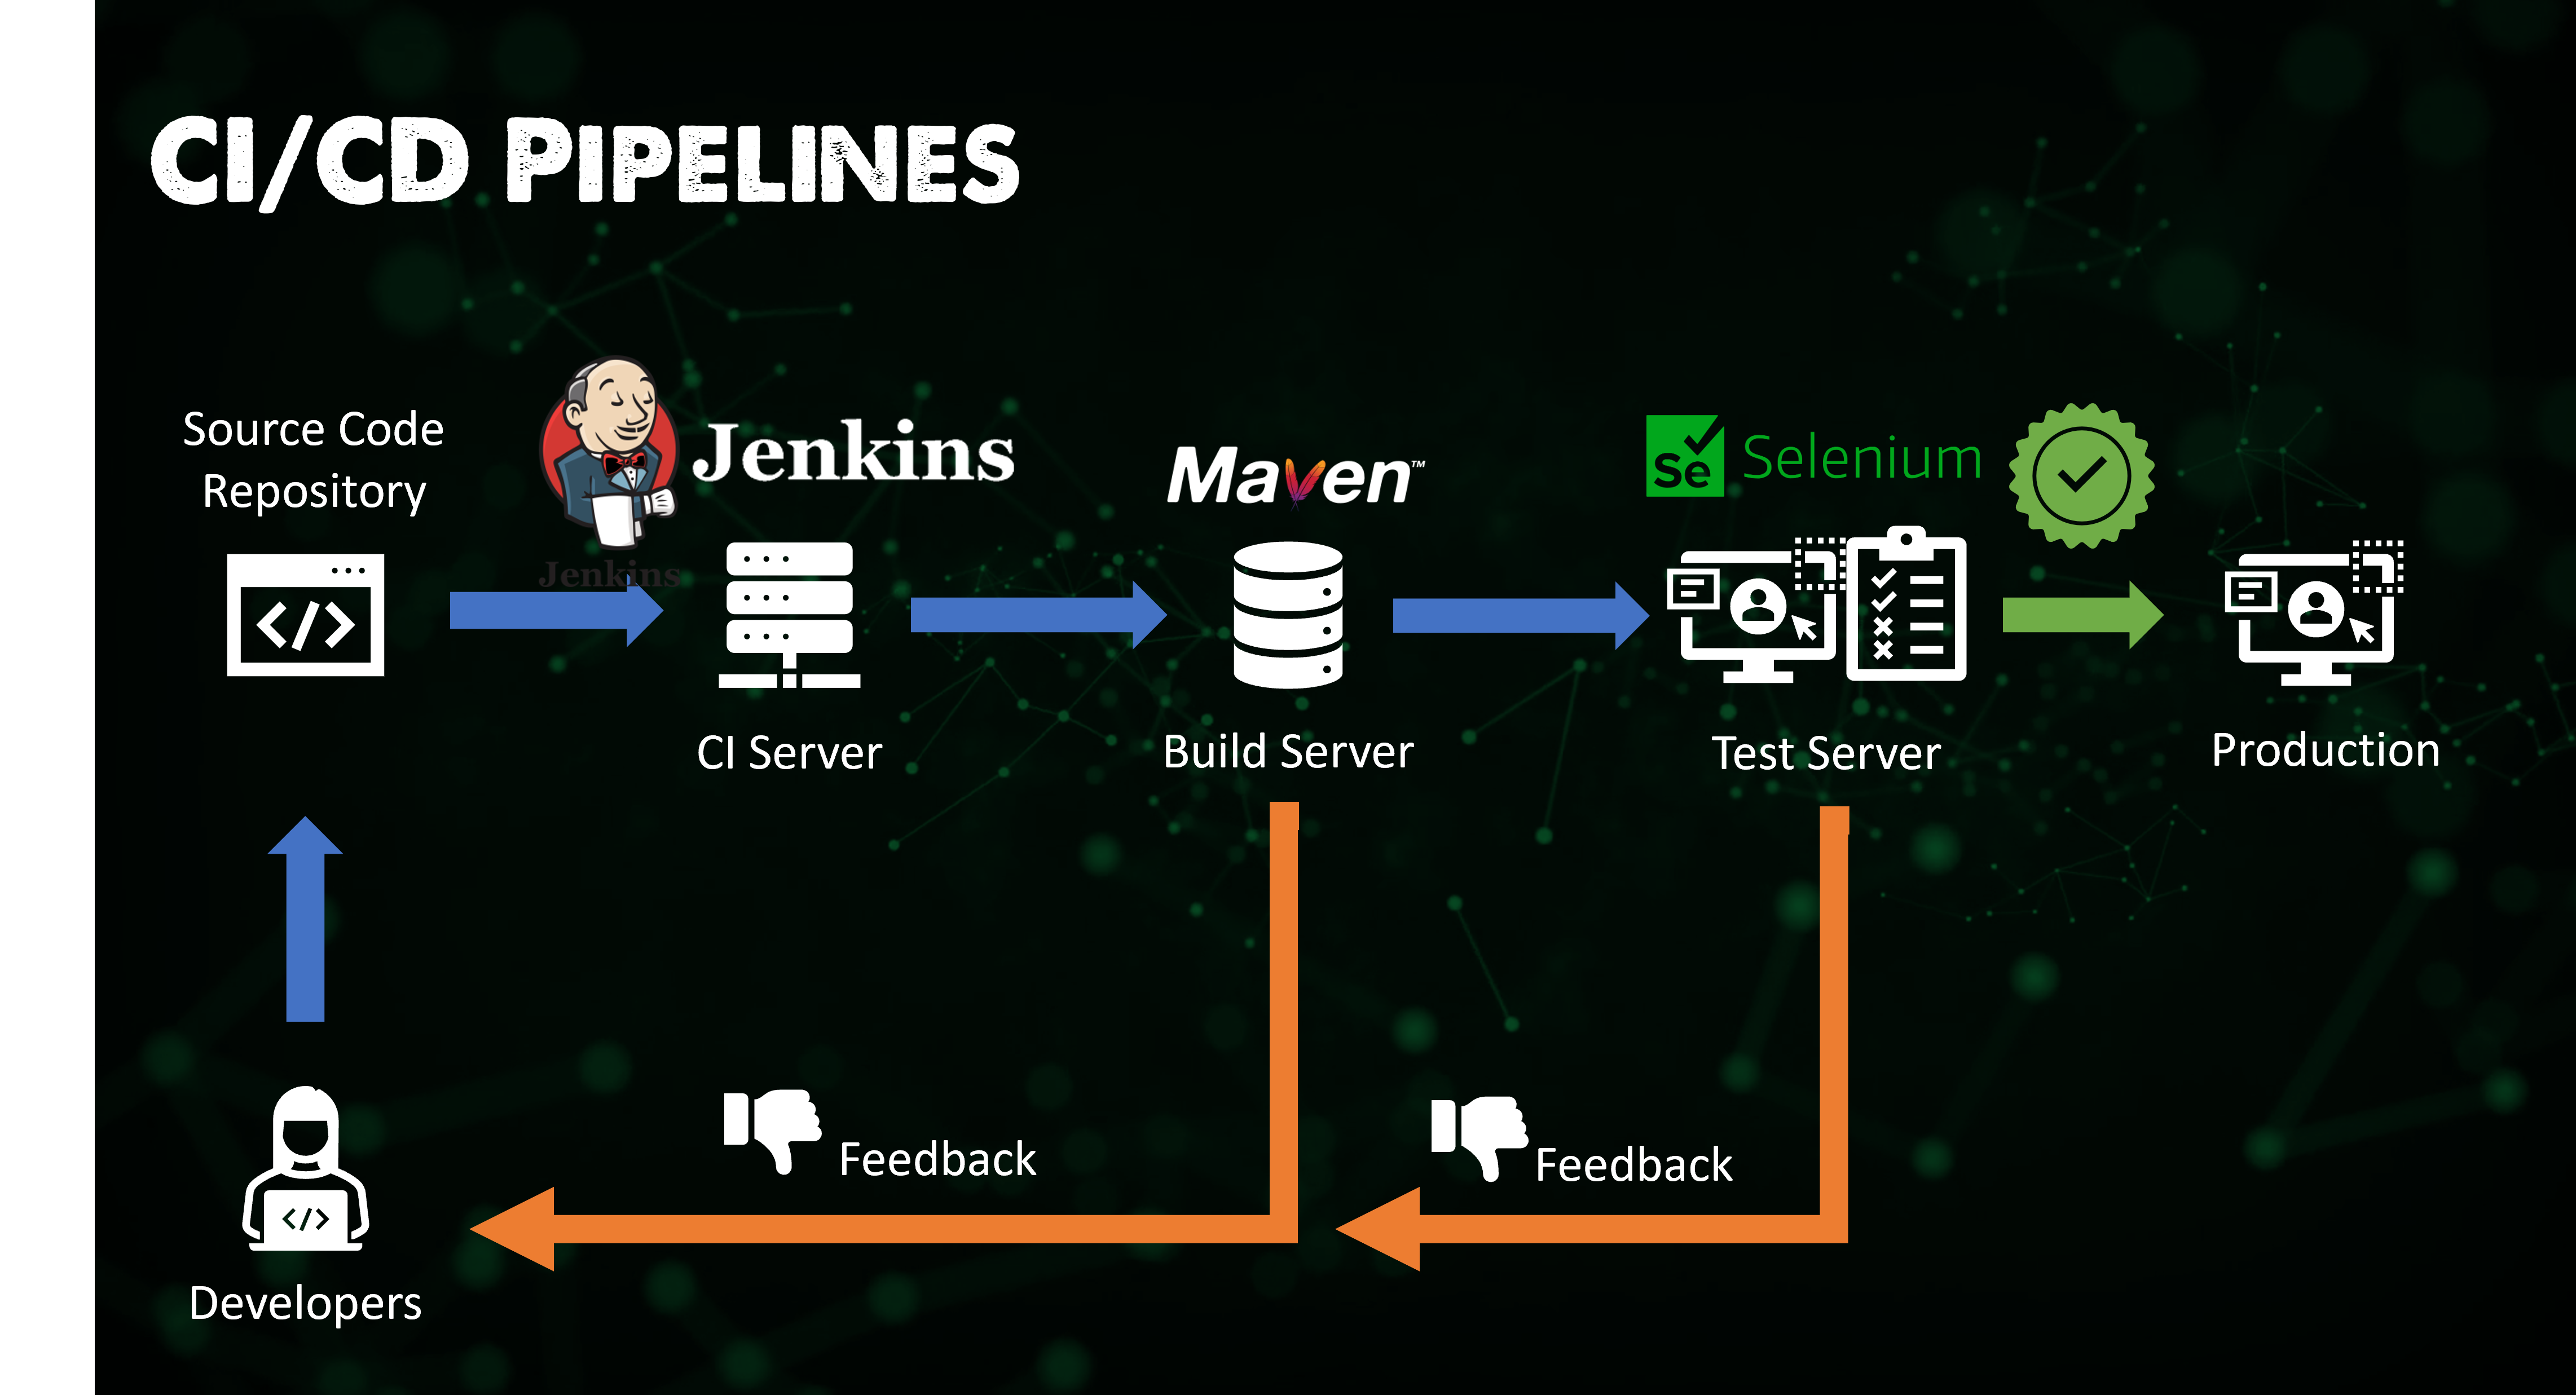 CI/CD PIPELINES
Source Code
Repository
Jenkins
Jenkins
Maven™
Se Selenium
</>
CI Server
Build Server
Test Server
Production
Feedback
Feedback
</>
Developers